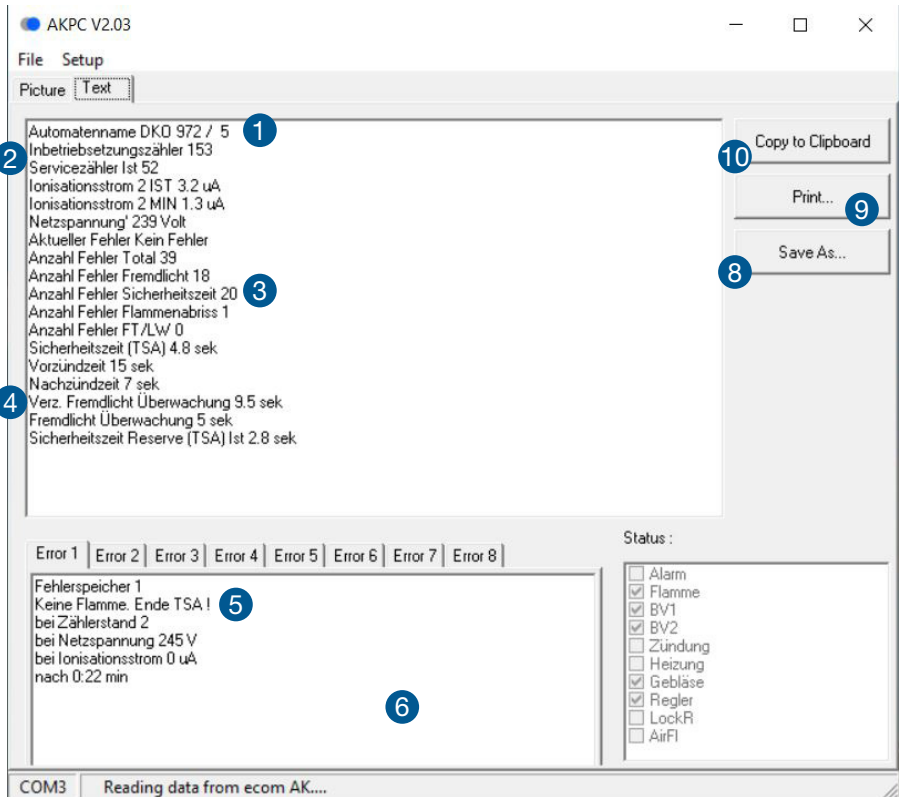 AKPC V2.03
File Setup
Picture Text
Automatenname DKO 972 / 5 1
2 Inbetriebsetzungszähler 153
Servicezähler Ist 52
Ionisationsstrom 2 IST 3.2 uA
Ionisationsstrom 2 MIN 1.3 uA
Netzspannung' 239 Volt
Aktueller Fehler Kein Fehler
Anzahl Fehler Total 39
Anzahl Fehler Fremdlicht 18
Anzahl Fehler Sicherheitszeit 20 3
Anzahl Fehler Flammenabriss 1
Anzahl Fehler FT/LW 0
Sicherheitszeit (TSA) 4.8 sek
Vorzündzeit 15 sek
Nachzündzeit 7 sek
4 Verz. Fremdlicht Überwachung 9.5 sek
Fremdlicht Überwachung 5 sek
Sicherheitszeit Reserve (TSA) Ist 2.8 sek
Copy to Clipboard
10
Print...
9
Save As...
8
Error 1 Error 2 Error 3 Error 4 Error 5 Error 6 Error 7 Error 8
Fehlerspeicher 1
Keine Flamme. Ende TSA ! 5
bei Zählerstand 2
bei Netzspannung 245 V
bei Ionisationsstrom 0 uA
nach 0:22 min
6
Status :
Alarm
Flamme
BV1
BV2
Zündung
Heizung
Gebläse
Regler
LockR
AirFl
COM3 Reading data from ecom AK....